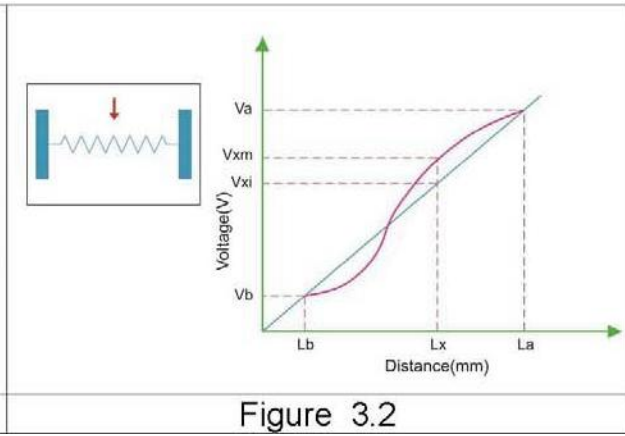 Va
Vxm
Vxi
Voltage(V)
Vb
Lb Lx La
Distance(mm)
Figure 3.2